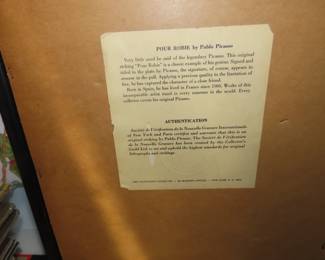 POUR ROBIE by Pablo Picasso
Very little need be said of the legendary Picasso. This original
etching "Pour Robie" is a classic example of his genius. Signed and
dated in the plate by Picasso, the signature, of course, appears in
reverse in the pull. Applying a precious quality to the limitation of
line, he has captured the character of a close friend.
Born in Spain, he has lived in France since 1904. Works of this
incomparable artist stand in every museum in the world. Every
collector covets his original Picasso.
AUTHENTICATION
Société de Vérification de la Nouvelle Gravure Internationale
of New York and Paris certifies and warrants that this is an
original etching by Pablo Picasso. The Société de Vérification
de la Nouvelle Gravure has been created by the Collector's
Guild Ltd. to set and uphold the highest standards for original
lithographs and etchings.